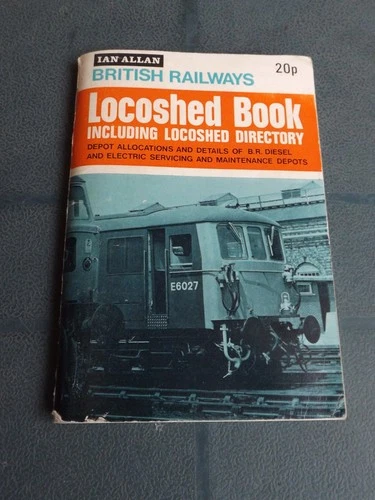 IAN ALLAN
BRITISH RAILWAYS
20p
Locoshed Book
INCLUDING LOCOSHED DIRECTORY
DEPOT ALLOCATIONS AND DETAILS OF B.R. DIESEL
AND ELECTRIC SERVICING AND MAINTENANCE DEPOTS
E6027